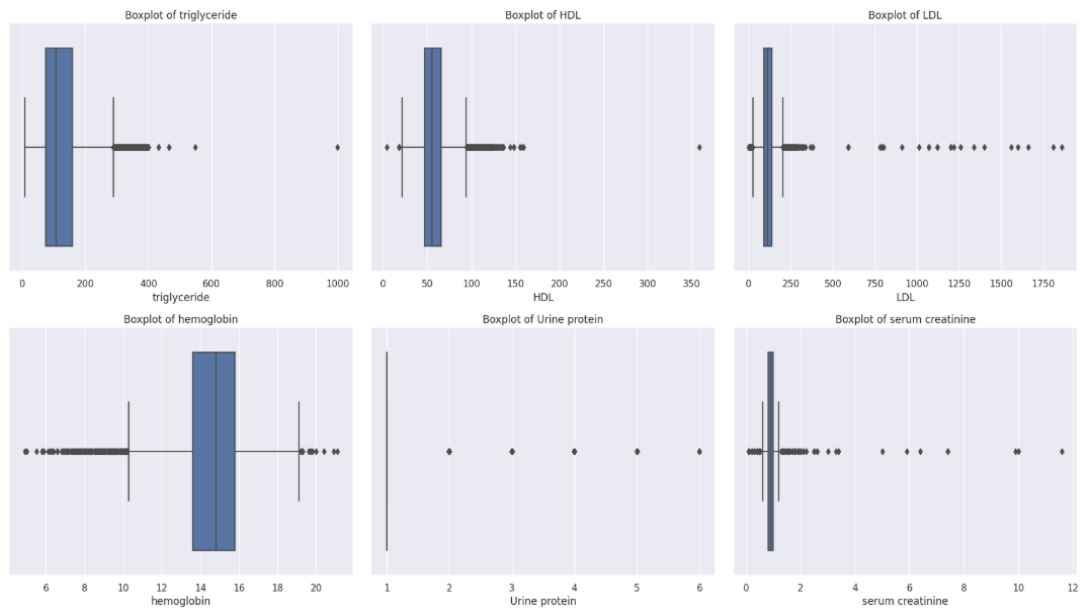 Boxplot of triglyceride
Boxplot of HDL
Boxplot of LDL
0 200 400 600 800 1000
0 50 100 150 200 250 300 350
0 250 500 750 1000 1250 1500 1750
triglyceride
HDL
LDL
Boxplot of hemoglobin
Boxplot of Urine protein
Boxplot of serum creatinine
6 8 10 12 14 16 18 20
1 2 3 4 5 6
0 2 4 6 8 10 12
hemoglobin
Urine protein
serum creatinine